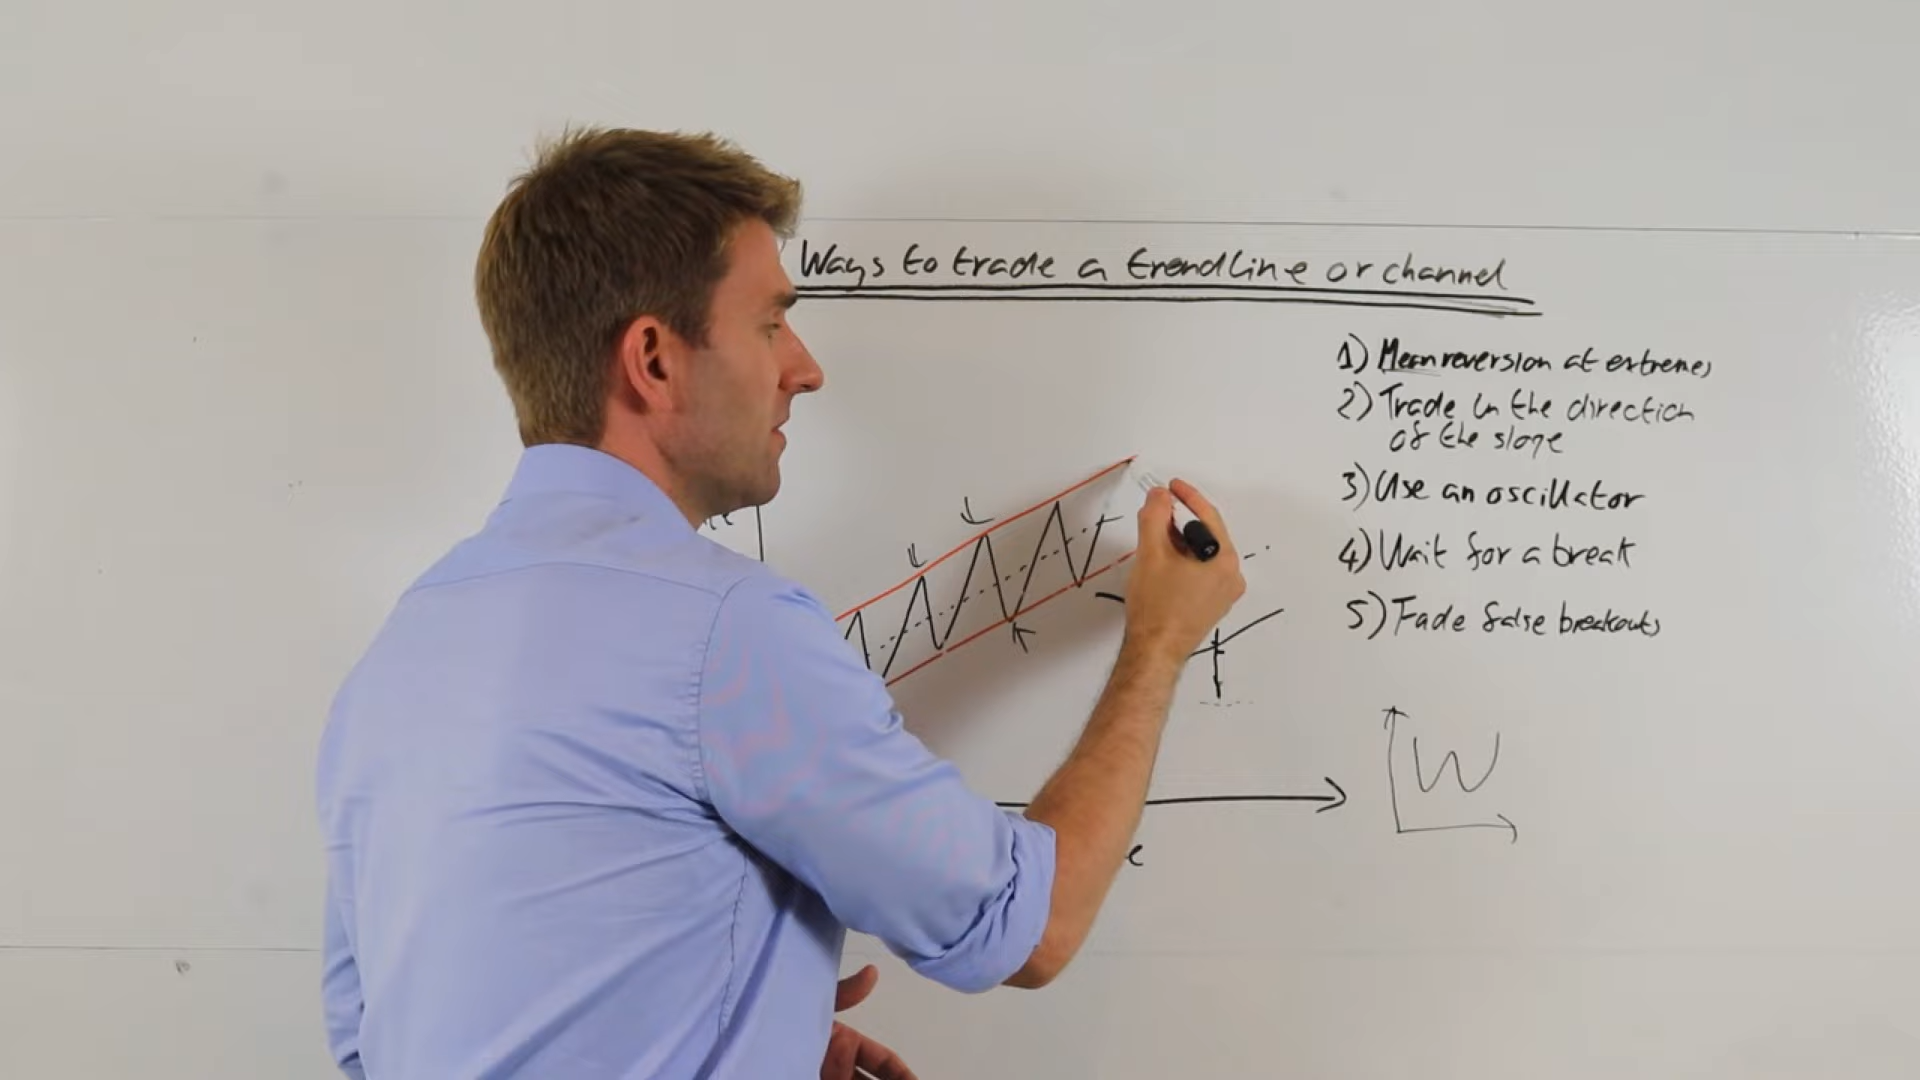 Ways to trade a trendline or channel
1) Mean reversion at extremes
2) Trade in the direction
of the slope
3) Use an oscillator
4) Wait for a break
5) Fade false breakouts